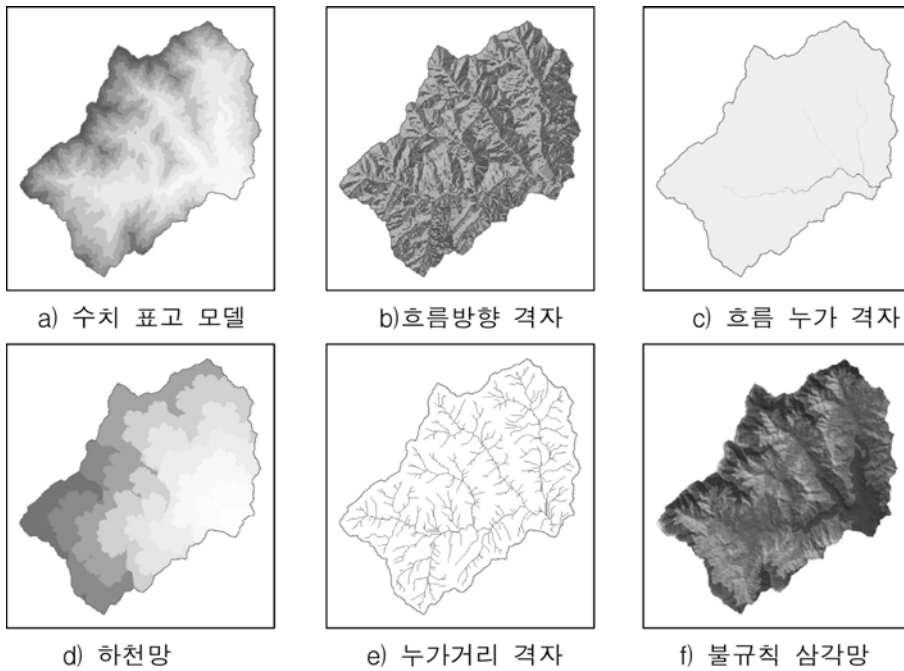 a) 수치 표고 모델
b)흐름방향 격자
c) 흐름 누가 격자
d) 하천망
e) 누가거리 격자
f) 불규칙 삼각망